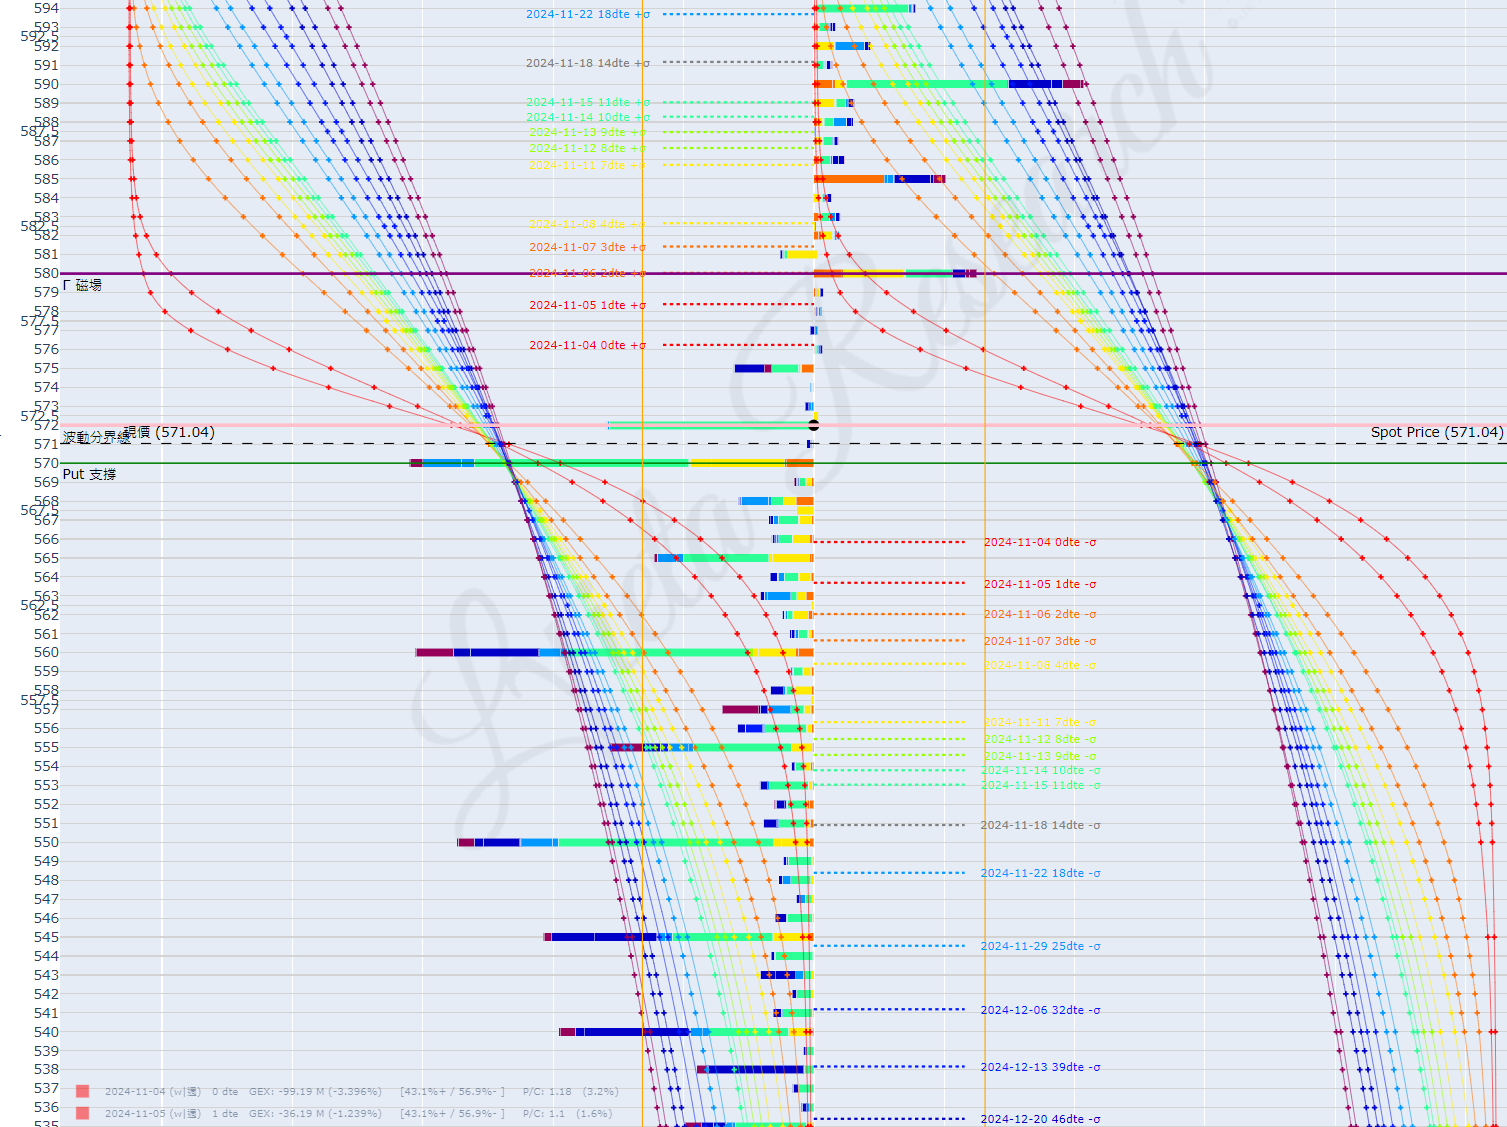 594
2024-11-22 18dte +σ
593
592.5
592
591
2024-11-18 14dte +σ
590
589
2024-11-15 11dte +σ
588
2024-11-14 10dte +σ
587.5
2024-11-13 9dte +σ
587
2024-11-12 8dte +σ
586
2024-11-11 7dte +σ
585
584
583
2024-11-08 4dte +σ
582.5
582
2024-11-07 3dte +σ
581
580
2024-11-06 2dte +σ
Γ 磁場
579
2024-11-05 1dte +σ
578
577.5
577
2024-11-04 0dte +σ
576
575
574
573
572.5
572
波動分界線
現價 (571.04)
Spot Price (571.04)
571
570
Put 支撐
569
568
567.5
567
566
2024-11-04 0dte -σ
565
564
2024-11-05 1dte -σ
563
562.5
562
2024-11-06 2dte -σ
561
2024-11-07 3dte -σ
560
2024-11-08 4dte -σ
559
558
557.5
557
2024-11-11 7dte -σ
556
2024-11-12 8dte -σ
555
2024-11-13 9dte -σ
554
2024-11-14 10dte -σ
553
2024-11-15 11dte -σ
552
551
2024-11-18 14dte -σ
550
549
2024-11-22 18dte -σ
548
547
546
545
2024-11-29 25dte -σ
544
543
542
541
2024-12-06 32dte -σ
540
539
538
2024-12-13 39dte -σ
537
2024-11-04 (w|週) 0 dte GEX: -99.19 M (-3.396%) [43.1%+ / 56.9%- ] P/C: 1.18 (3.2%)
536
2024-11-05 (w|週) 1 dte GEX: -36.19 M (-1.239%) [43.1%+ / 56.9%- ] P/C: 1.1 (1.6%)
2024-12-20 46dte -σ
535